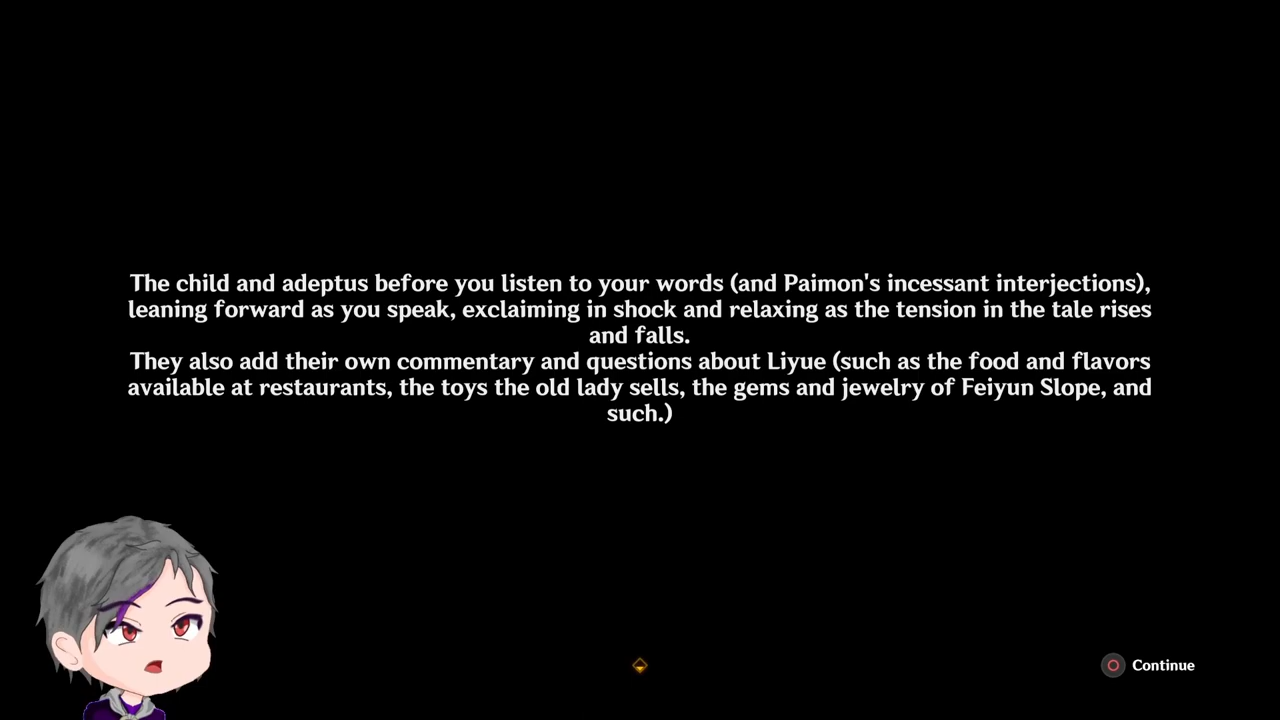 The child and adeptus before you listen to your words (and Paimon's incessant interjections),
leaning forward as you speak, exclaiming in shock and relaxing as the tension in the tale rises
and falls.
They also add their own commentary and questions about Liyue (such as the food and flavors
available at restaurants, the toys the old lady sells, the gems and jewelry of Feiyun Slope, and
such.)
Continue